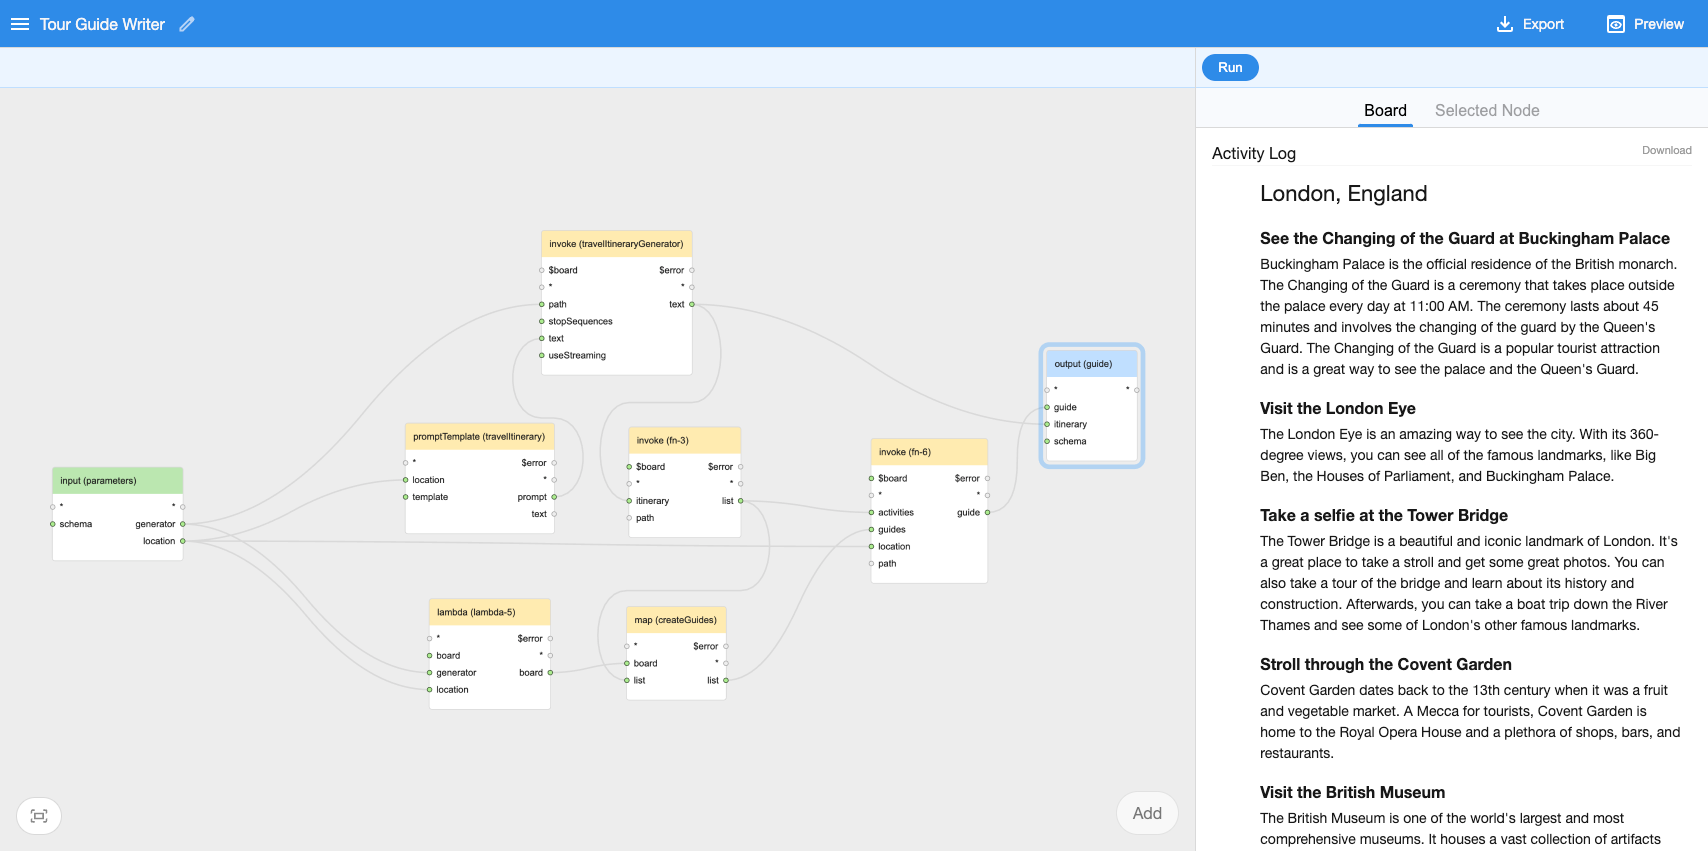 Tour Guide Writer
Export
Preview
Run
Board
Selected Node
Activity Log
Download
invoke (travelItineraryGenerator)
$board $error
* *
path text
stopSequences
text
useStreaming
output (guide)
* *
guide
itinerary
schema
promptTemplate (travelItinerary)
* $error
location *
template prompt
text
invoke (fn-3)
$board $error
* *
itinerary list
path
invoke (fn-6)
$board $error
* *
activities guide
guides
location
path
input (parameters)
* *
schema generator
location
lambda (lambda-5)
* $error
board *
generator board
location
map (createGuides)
* $error
board *
list list
Add
London, England
See the Changing of the Guard at Buckingham Palace
Buckingham Palace is the official residence of the British monarch.
The Changing of the Guard is a ceremony that takes place outside
the palace every day at 11:00 AM. The ceremony lasts about 45
minutes and involves the changing of the guard by the Queen's
Guard. The Changing of the Guard is a popular tourist attraction
and is a great way to see the palace and the Queen's Guard.
Visit the London Eye
The London Eye is an amazing way to see the city. With its 360-
degree views, you can see all of the famous landmarks, like Big
Ben, the Houses of Parliament, and Buckingham Palace.
Take a selfie at the Tower Bridge
The Tower Bridge is a beautiful and iconic landmark of London. It's
a great place to take a stroll and get some great photos. You can
also take a tour of the bridge and learn about its history and
construction. Afterwards, you can take a boat trip down the River
Thames and see some of London's other famous landmarks.
Stroll through the Covent Garden
Covent Garden dates back to the 13th century when it was a fruit
and vegetable market. A Mecca for tourists, Covent Garden is
home to the Royal Opera House and a plethora of shops, bars, and
restaurants.
Visit the British Museum
The British Museum is one of the world's largest and most
comprehensive museums. It houses a vast collection of artifacts